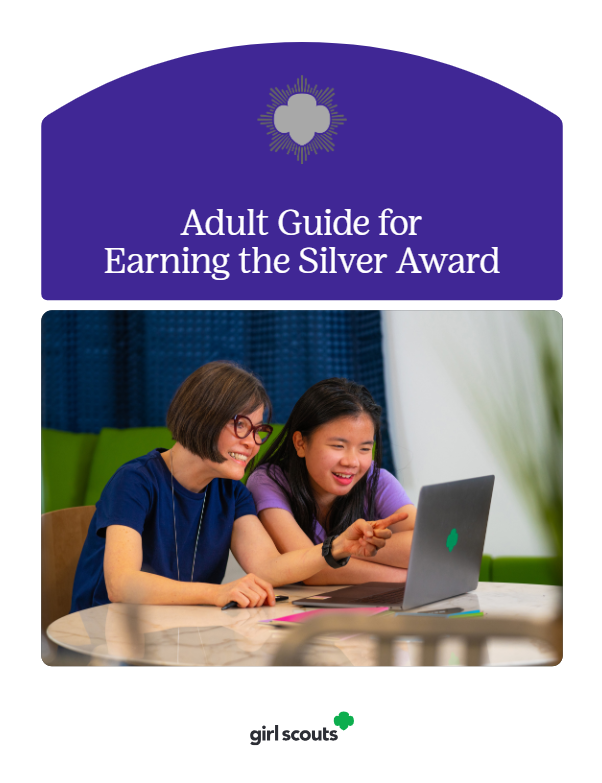 Adult Guide for
Earning the Silver Award
girl scouts